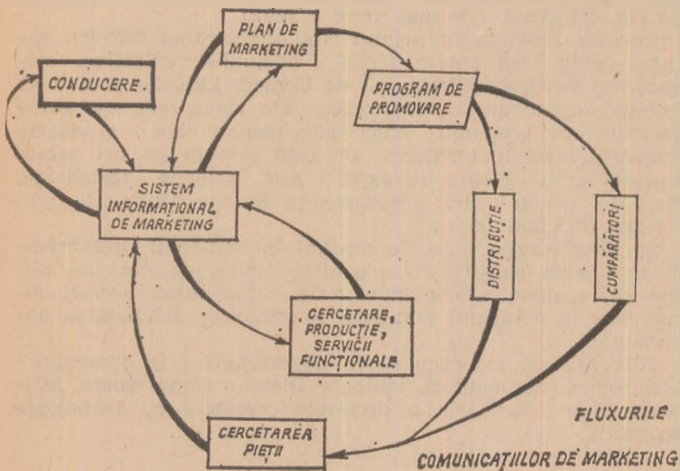 PLAN DE
MARKETING
CONDUCERE
PROGRAM DE
PROMOVARE
SISTEM
INFORMAȚIONAL
DE MARKETING
DISTRIBUȚIE
CUMPĂRĂTORI
CERCETARE,
PRODUCȚIE,
SERVICII
FUNCȚIONALE
CERCETAREA
PIEȚII
FLUXURILE
COMUNICAȚIILOR DE MARKETING